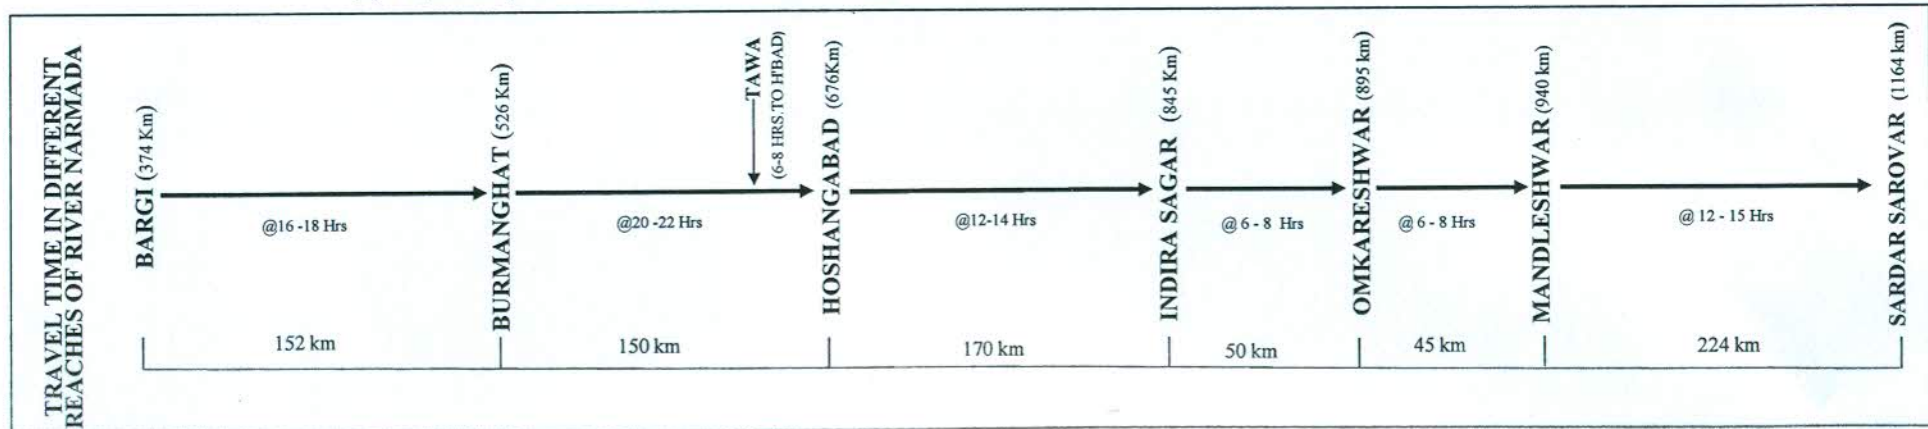 TRAVEL TIME IN DIFFERENT
REACHES OF RIVER NARMADA
BARGI (374 Km)
@16 -18 Hrs
BURMANGHAT (526 Km)
@20 -22 Hrs
TAWA
(6-8 HRS.TO H'BAD)
HOSHANGABAD (676Km)
@12-14 Hrs
INDIRA SAGAR (845 Km)
@ 6 - 8 Hrs
OMKARESHWAR (895 km)
@ 6 - 8 Hrs
MANDLESHWAR (940 km)
@ 12 - 15 Hrs
SARDAR SAROVAR (1164 km)
152 km
150 km
170 km
50 km
45 km
224 km